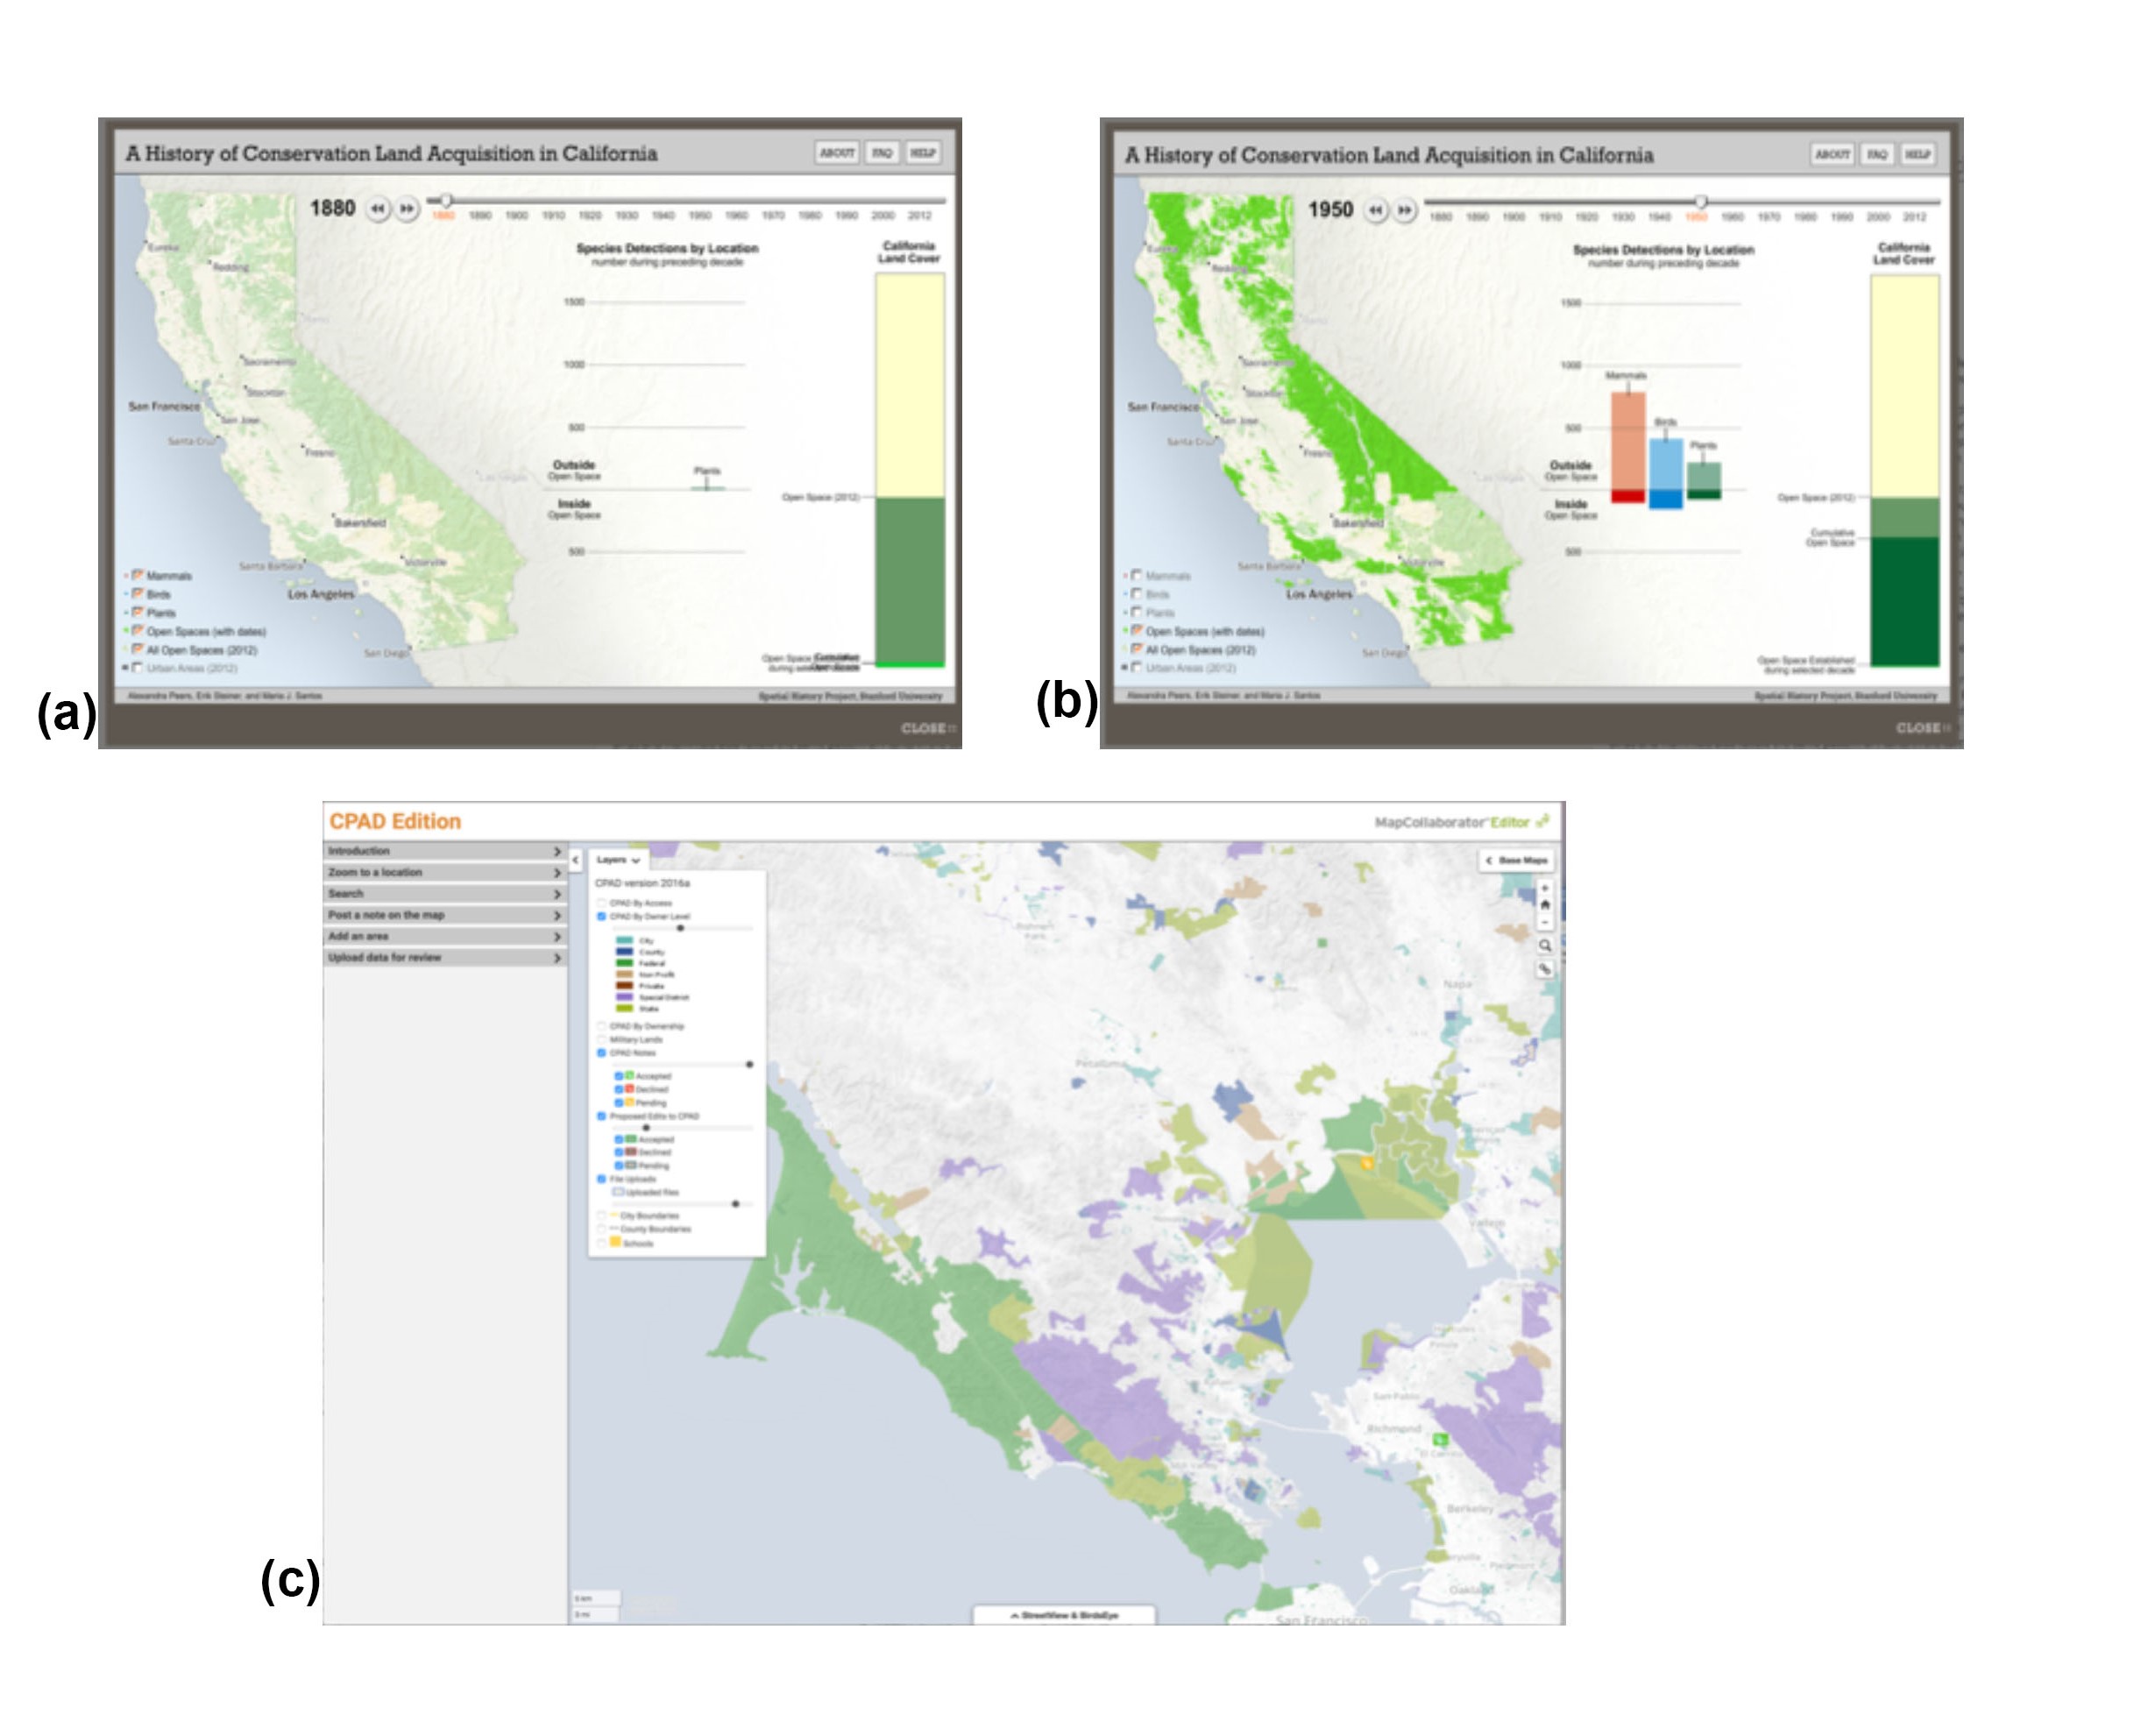 A History of Conservation Land Acquisition in California
ABOUT FAQ HELP
1880
1880 1890 1900 1910 1920 1930 1940 1950 1960 1970 1980 1990 2000 2012
Species Detections by Location
number during preceding decade
California
Land Cover
Eureka
Redding
1500
1000
Sacramento
Stockton
San Francisco
San Jose
Santa Cruz
500
Fresno
Outside
Open Space
Plants
Las Vegas
Inside
Open Space
Open Space (2012)
Bakersfield
500
Santa Barbara
Victorville
Los Angeles
Mammals
Birds
Plants
Open Spaces (with dates)
All Open Spaces (2012)
Urban Areas (2012)
San Diego
Alexandra Peers, Erik Steiner, and Maria J. Santos
Spatial History Project, Stanford University
CLOSE
(a)
A History of Conservation Land Acquisition in California
ABOUT FAQ HELP
1950
1880 1890 1900 1910 1920 1930 1940 1950 1960 1970 1980 1990 2000 2012
Species Detections by Location
number during preceding decade
California
Land Cover
Eureka
Redding
1500
1000
Sacramento
Mammals
Stockton
San Francisco
San Jose
Santa Cruz
500
Birds
Plants
Fresno
Outside
Open Space
Las Vegas
Inside
Open Space
Open Space (2012)
Bakersfield
Cumulative
Open Space
500
Santa Barbara
Victorville
Los Angeles
Mammals
Birds
Plants
Open Spaces (with dates)
All Open Spaces (2012)
Urban Areas (2012)
San Diego
Open Space Established
during selected decade
Alexandra Peers, Erik Steiner, and Maria J. Santos
Spatial History Project, Stanford University
CLOSE
(b)
CPAD Edition
MapCollaborator Editor
Introduction
Zoom to a location
Search
Post a note on the map
Add an area
Upload data for review
Layers
Base Maps
CPAD version 2016a
CPAD By Access
CPAD By Owner Level
City
County
Federal
Non Profit
Private
Special District
State
CPAD By Ownership
Military Lands
CPAD Notes
Accepted
Declined
Pending
Proposed Edits to CPAD
Accepted
Declined
Pending
File Uploads
Uploaded files
City Boundaries
County Boundaries
Schools
Rohnert
Park
Napa
Petaluma
Vallejo
San Pablo
Richmond
Berkeley
Oakland
San Francisco
5 km
3 mi
StreetView & BirdsEye
(c)